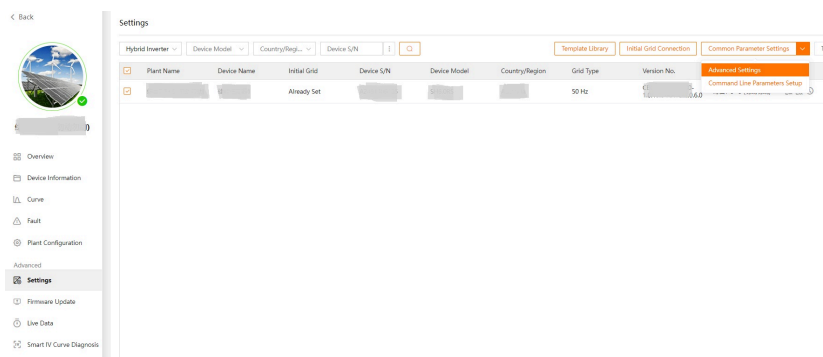 Back
Settings
Hybrid Inverter Device Model Country/Regi... Device S/N
Template Library Initial Grid Connection Common Parameter Settings
Plant Name Device Name Initial Grid Device S/N Device Model Country/Region Grid Type Version No.
Advanced Settings
Command Line Parameters Setup
Already Set 50 Hz
Overview
Device Information
Curve
Fault
Plant Configuration
Advanced
Settings
Firmware Update
Live Data
Smart IV Curve Diagnosis